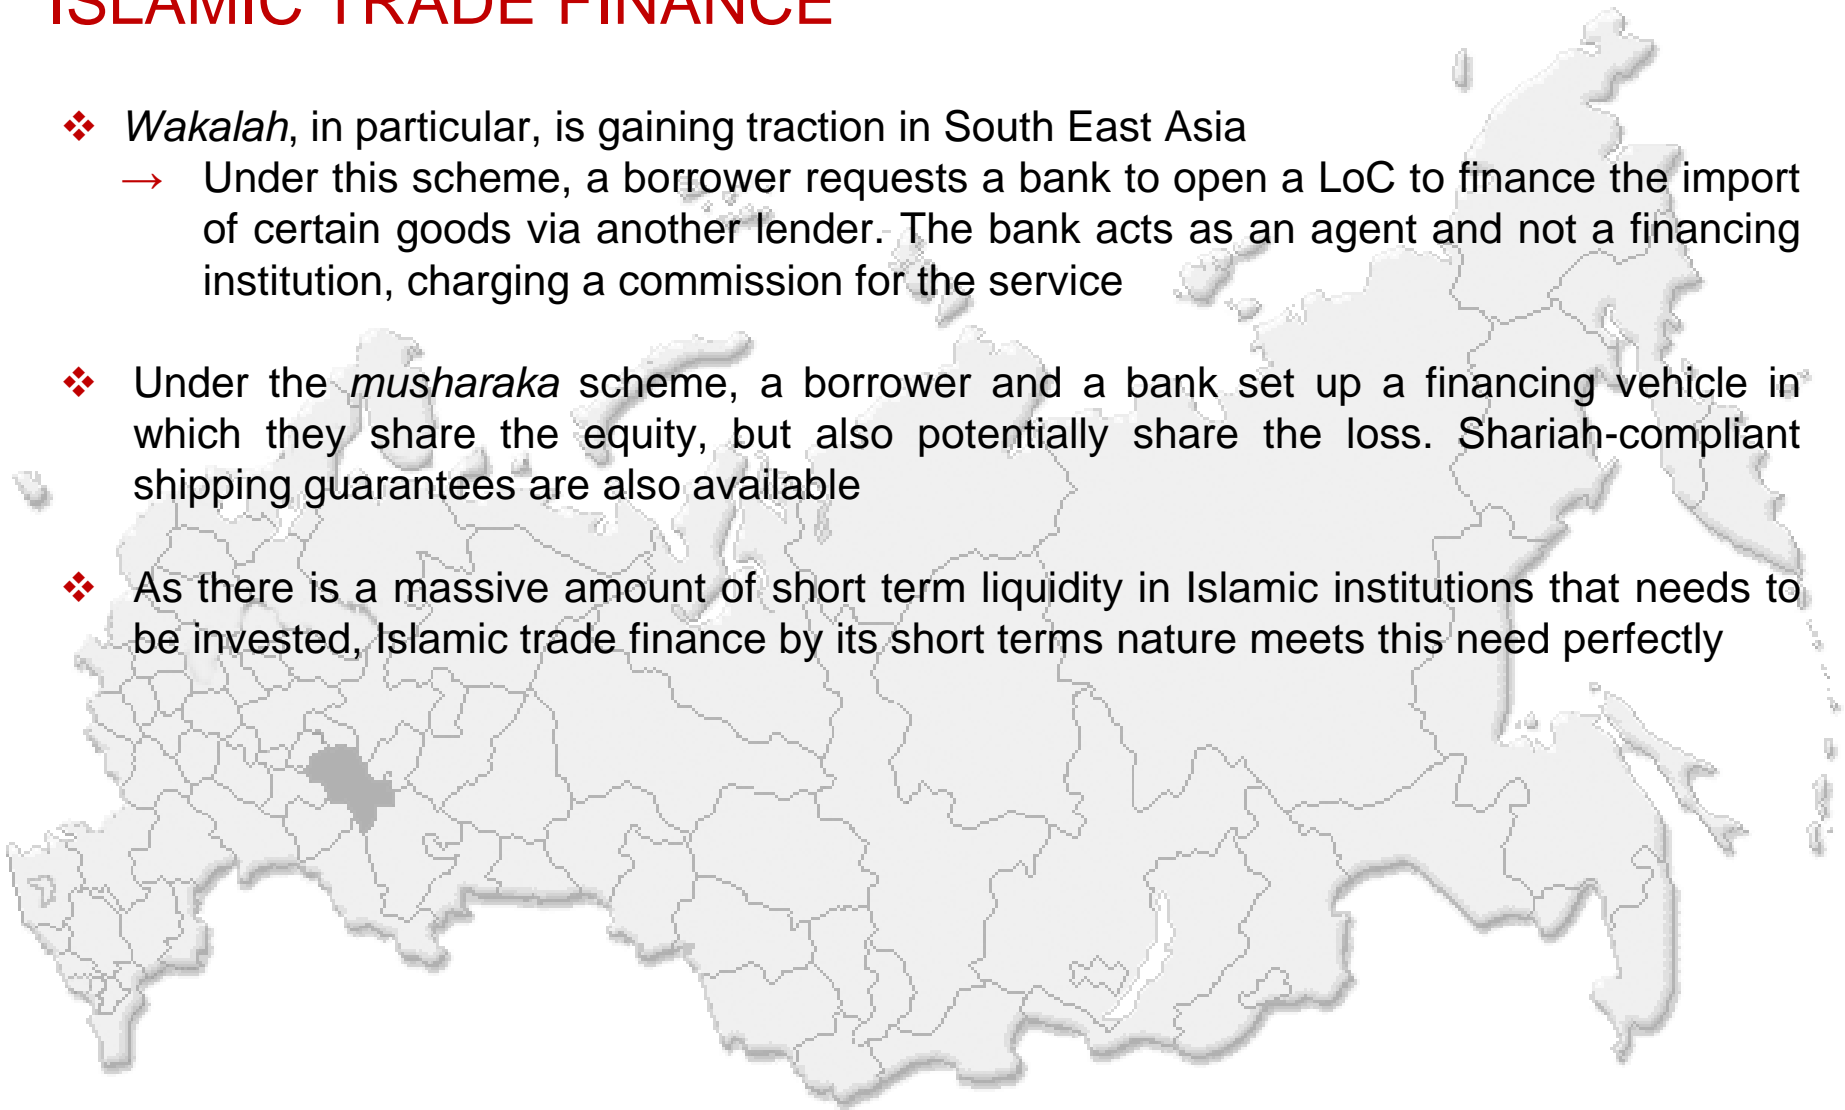 ISLAMIC TRADE FINANCE
❖ Wakalah, in particular, is gaining traction in South East Asia
→ Under this scheme, a borrower requests a bank to open a LoC to finance the import
of certain goods via another lender. The bank acts as an agent and not a financing
institution, charging a commission for the service
❖ Under the musharaka scheme, a borrower and a bank set up a financing vehicle in
which they share the equity, but also potentially share the loss. Shariah-compliant
shipping guarantees are also available
❖ As there is a massive amount of short term liquidity in Islamic institutions that needs to
be invested, Islamic trade finance by its short terms nature meets this need perfectly